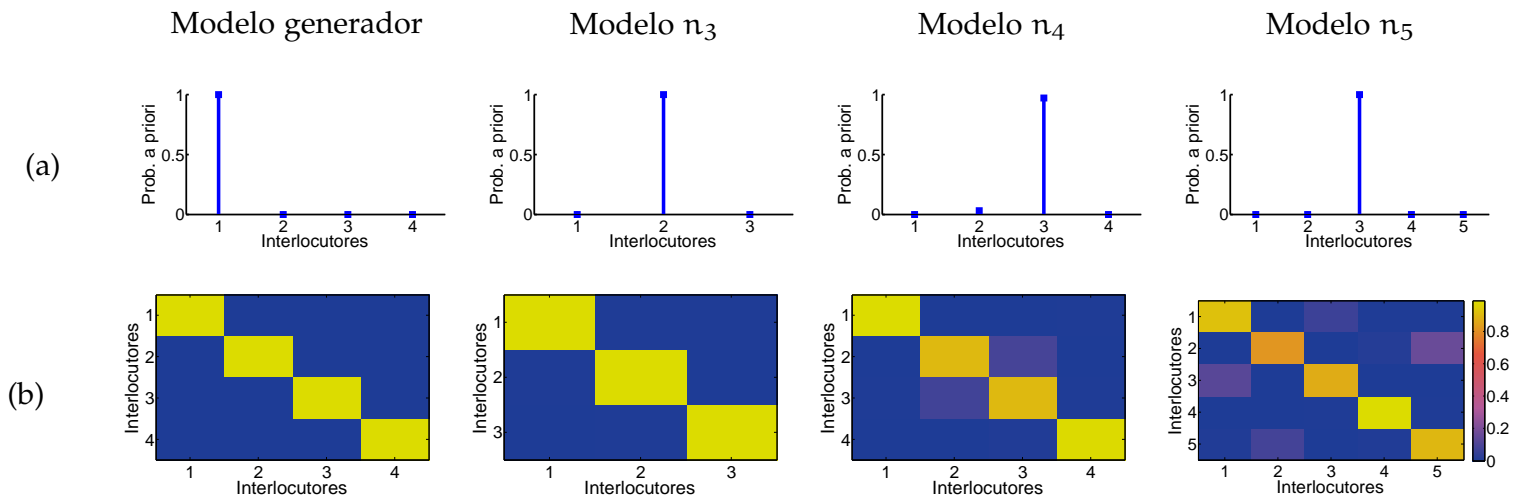 Modelo generador
Modelo n3
Modelo n4
Modelo n5
(a)
Prob. a priori
1
0.5
0
1 2 3 4
Interlocutores
Prob. a priori
1
0.5
0
1 2 3
Interlocutores
Prob. a priori
1
0.5
0
1 2 3 4
Interlocutores
Prob. a priori
1
0.5
0
1 2 3 4 5
Interlocutores
(b)
Interlocutores
1
2
3
4
1 2 3 4
Interlocutores
Interlocutores
1
2
3
1 2 3
Interlocutores
Interlocutores
1
2
3
4
1 2 3 4
Interlocutores
Interlocutores
1
2
3
4
5
1 2 3 4 5
Interlocutores
0.8
0.6
0.4
0.2
0